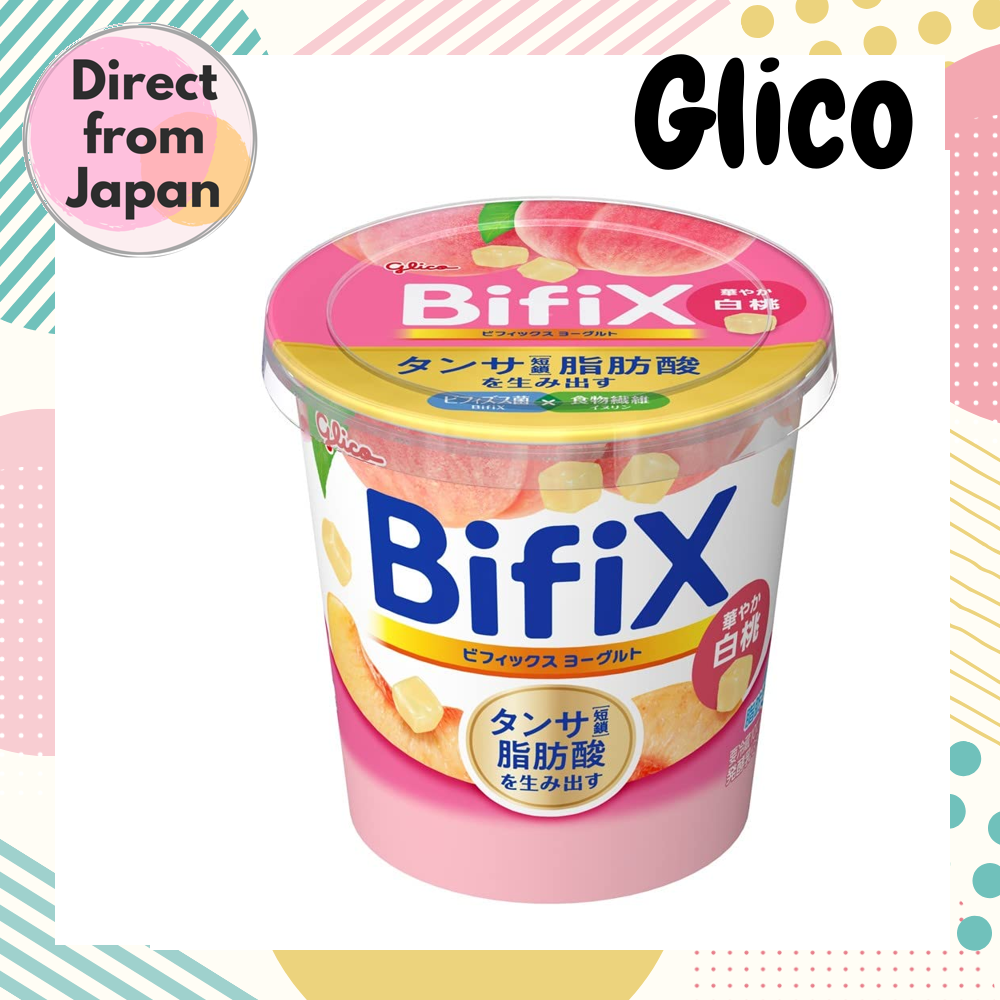 Direct
from
Japan
Glico
Glico
BifiX
華やか
白桃
ビフィックス ヨーグルト
タンサ[短鎖]脂肪酸
を生み出す
ビフィズス菌 × 食物繊維
BifiX イヌリン
Glico
BifiX
華やか
白桃
ビフィックス ヨーグルト
タンサ[短鎖]
脂肪酸
を生み出す